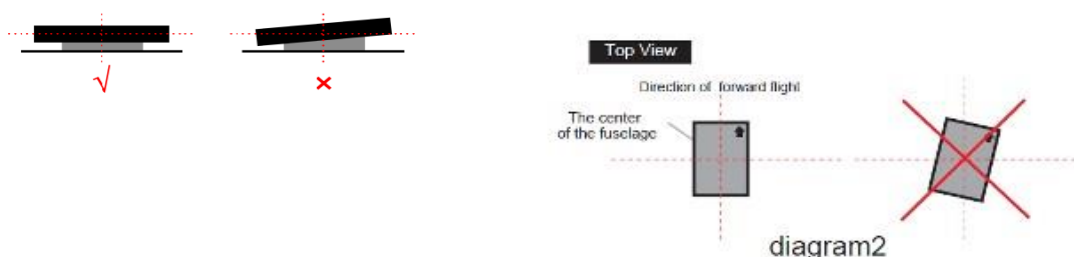 √
×
Top View
Direction of forward flight
The center
of the fuselage
diagram2